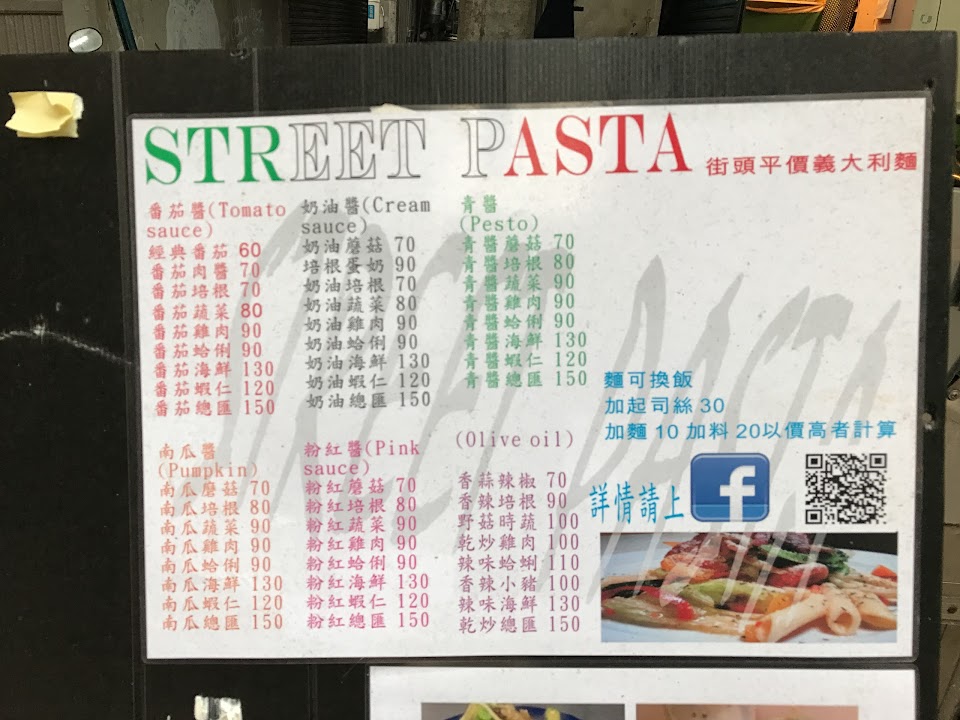 STREET PASTA 街頭平價義大利麵
番茄醬(Tomato
sauce)
經典番茄 60
番茄肉醬 70
番茄培根 70
番茄蔬菜 80
番茄雞肉 90
番茄蛤俐 90
番茄海鮮 130
番茄蝦仁 120
番茄總匯 150
奶油醬(Cream
sauce)
奶油蘑菇 70
培根蛋奶 90
奶油培根 70
奶油蔬菜 80
奶油雞肉 90
奶油蛤俐 90
奶油海鮮 130
奶油蝦仁 120
奶油總匯 150
青醬
(Pesto)
青醬蘑菇 70
青醬培根 80
青醬蔬菜 90
青醬雞肉 90
青醬蛤俐 90
青醬海鮮 130
青醬蝦仁 120
青醬總匯 150
麵可換飯
加起司絲 30
加麵 10 加料 20以價高者計算
南瓜醬
(Pumpkin)
南瓜蘑菇 70
南瓜培根 80
南瓜蔬菜 90
南瓜雞肉 90
南瓜蛤俐 90
南瓜海鮮 130
南瓜蝦仁 120
南瓜總匯 150
粉紅醬(Pink
sauce)
粉紅蘑菇 70
粉紅培根 80
粉紅蔬菜 90
粉紅雞肉 90
粉紅蛤俐 90
粉紅海鮮 130
粉紅蝦仁 120
粉紅總匯 150
(Olive oil)
香蒜辣椒 70
香辣培根 90
野菇時蔬 100
乾炒雞肉 100
辣味蛤蜊 110
香辣小豬 100
辣味海鮮 130
乾炒總匯 150
詳情請上 f